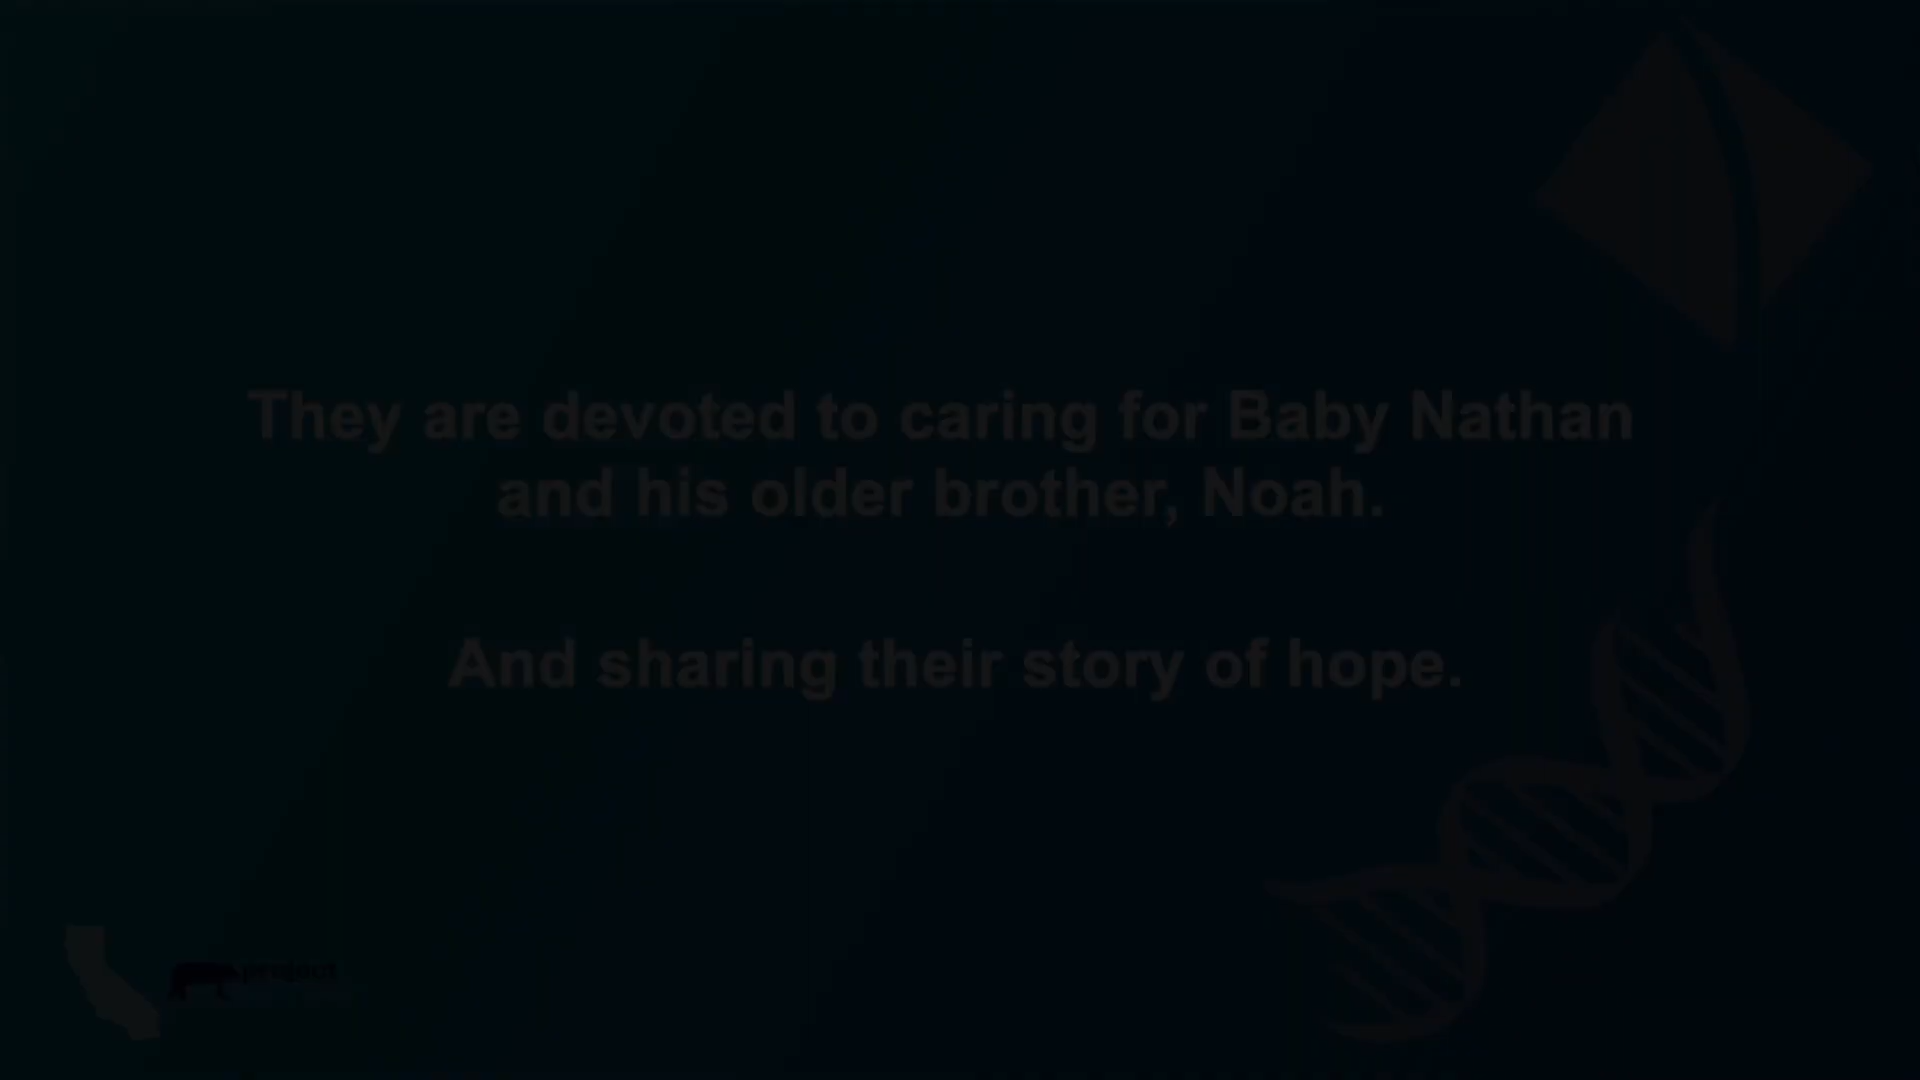 They are devoted to caring for Baby Nathan
and his older brother, Noah.
And sharing their story of hope.
project